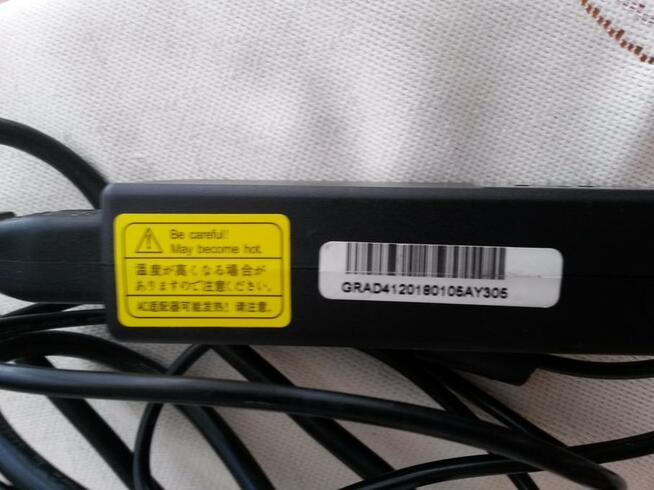 Be careful!
May become hot.
温度が高くなる場合が
ありますのご注意ください。
AC适配器可能发热！请注意.
GRAD4120180105AY305